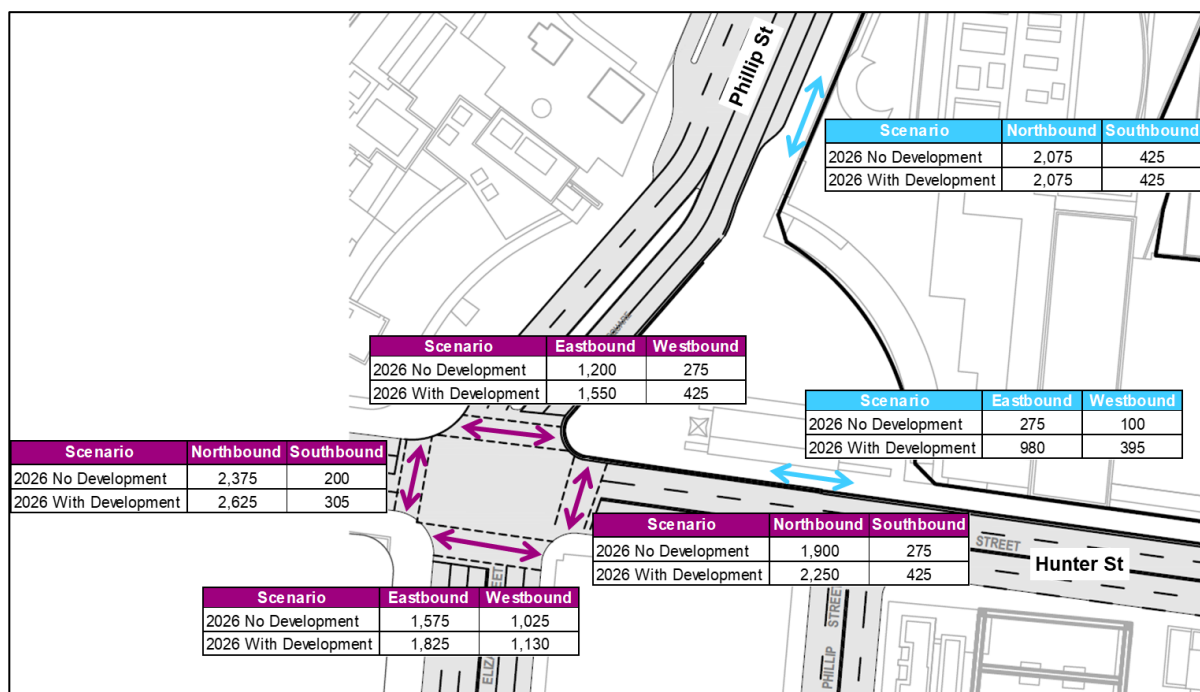 Phillip St
Scenario Northbound Southbound
2026 No Development 2,075 425
2026 With Development 2,075 425
Scenario Eastbound Westbound
2026 No Development 1,200 275
2026 With Development 1,550 425
Scenario Eastbound Westbound
2026 No Development 275 100
2026 With Development 980 395
Scenario Northbound Southbound
2026 No Development 2,375 200
2026 With Development 2,625 305
Scenario Northbound Southbound
2026 No Development 1,900 275
2026 With Development 2,250 425
STREET
Hunter St
Scenario Eastbound Westbound
2026 No Development 1,575 1,025
2026 With Development 1,825 1,130
PHILLIP STREET